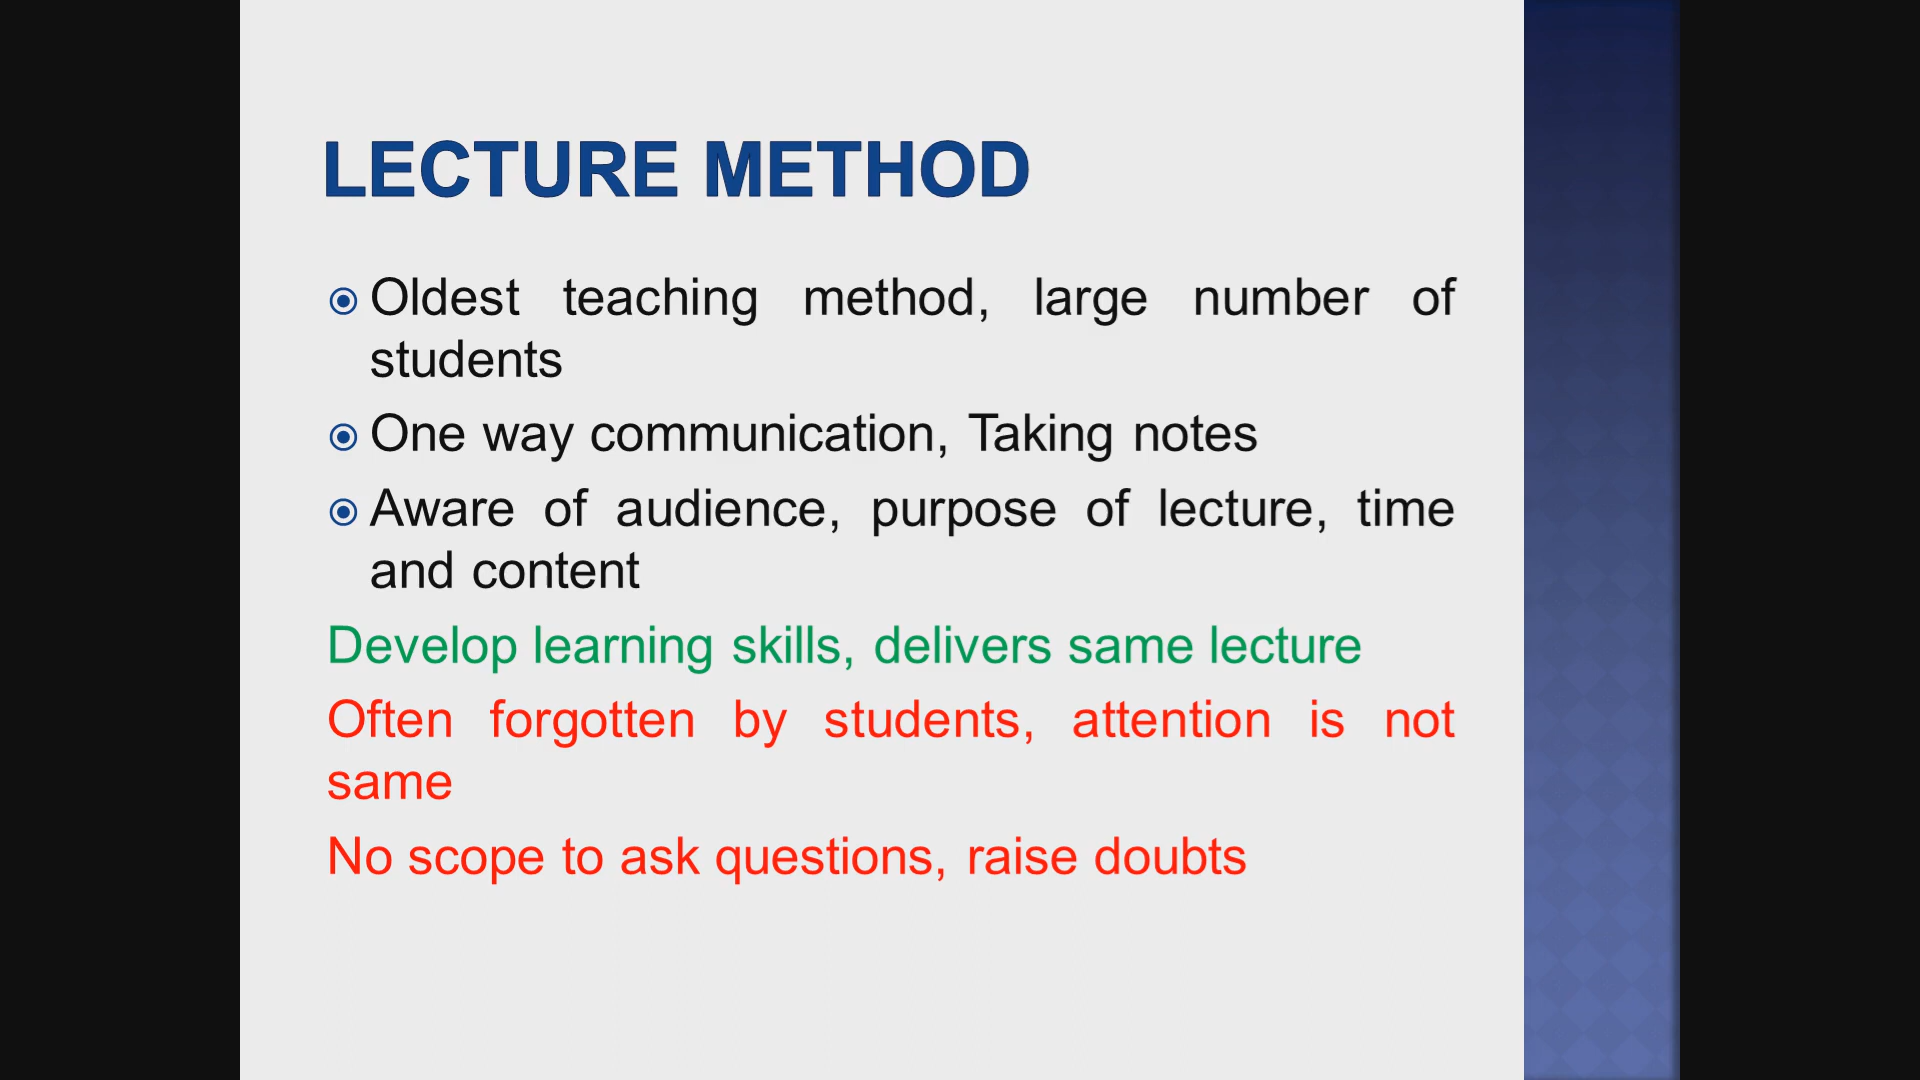 LECTURE METHOD
Oldest teaching method, large number of
students
One way communication, Taking notes
Aware of audience, purpose of lecture, time
and content
Develop learning skills, delivers same lecture
Often forgotten by students, attention is not
same
No scope to ask questions, raise doubts